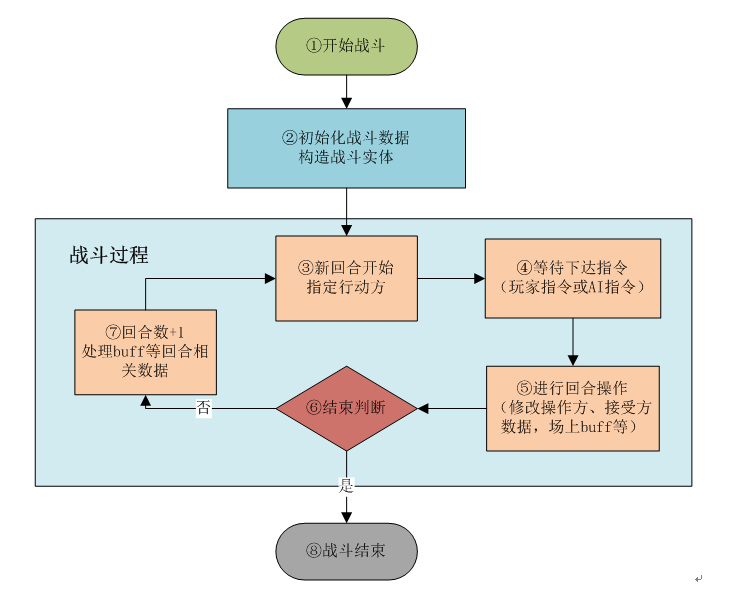 ①开始战斗
②初始化战斗数据
构造战斗实体
战斗过程
③新回合开始
指定行动方
④等待下达指令
（玩家指令或AI指令）
⑤进行回合操作
（修改操作方、接受方
数据，场上buff等）
⑥结束判断
否
⑦回合数+1
处理buff等回合相
关数据
是
⑧战斗结束